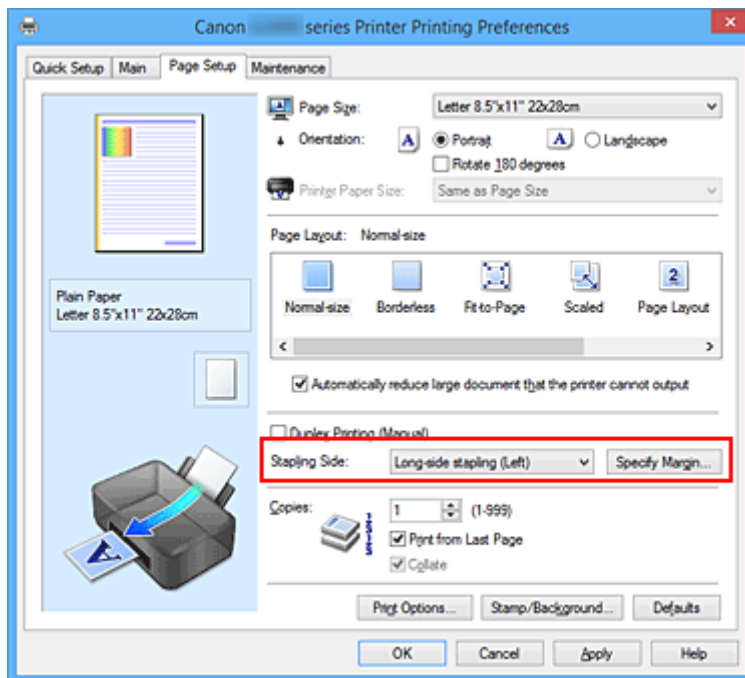 Canon series Printer Printing Preferences
Quick Setup Main Page Setup Maintenance
Page Size: Letter 8.5"x11" 22x28cm
Orientation: A Portrait A Landscape
Rotate 180 degrees
Printer Paper Size: Same as Page Size
Page Layout: Normal-size
2
Normal-size Borderless Fit-to-Page Scaled Page Layout
Plain Paper
Letter 8.5"x11" 22x28cm
Automatically reduce large document that the printer cannot output
Duplex Printing (Manual)
Stapling Side: Long-side stapling (Left) Specify Margin...
Copies: 1 (1-999)
Print from Last Page
Collate
A
Print Options... Stamp/Background... Defaults
OK Cancel Apply Help